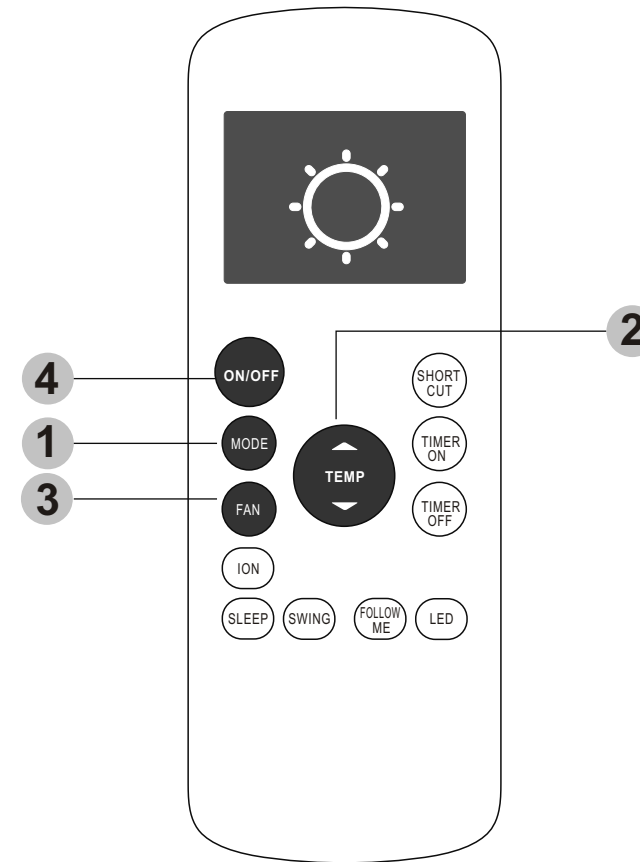 2
4
ON/OFF
SHORT
CUT
1
MODE
TEMP
TIMER
ON
3
FAN
TIMER
OFF
ION
SLEEP
SWING
FOLLOW
ME
LED